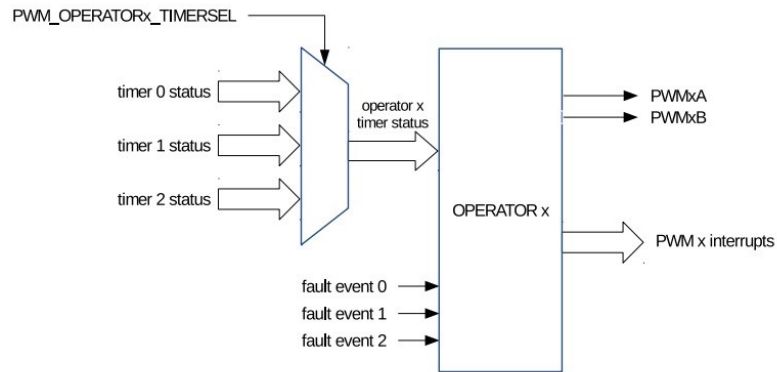 PWM_OPERATORx_TIMERSEL
timer 0 status
timer 1 status
timer 2 status
operator x
timer status
OPERATOR x
PWMxA
PWMxB
PWM x interrupts
fault event 0
fault event 1
fault event 2